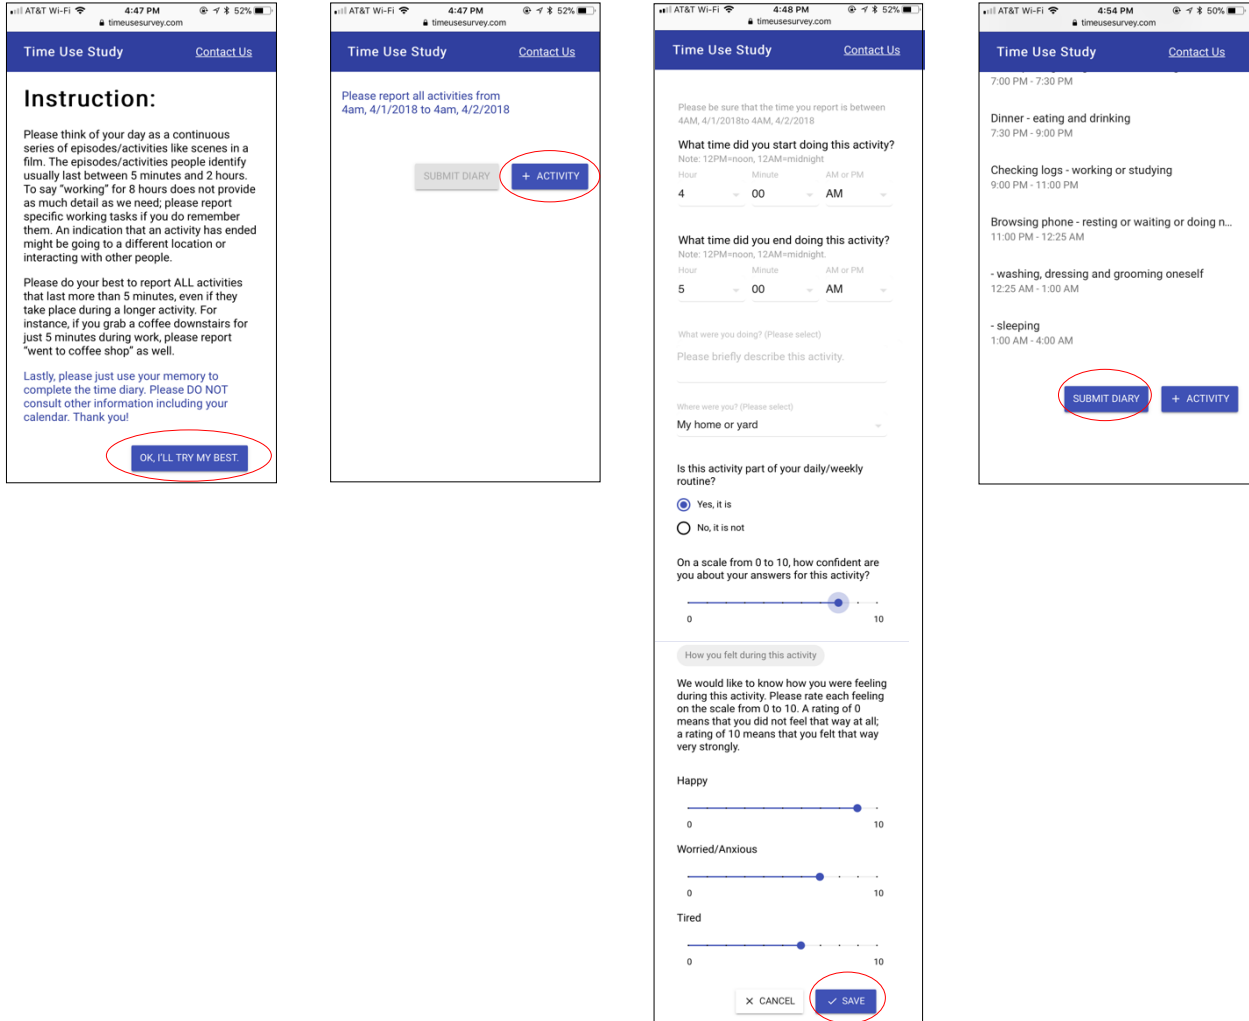 AT&T Wi-Fi 4:47 PM 52%
timeusesurvey.com
Time Use Study Contact Us
Instruction:
Please think of your day as a continuous
series of episodes/activities like scenes in a
film. The episodes/activities people identify
usually last between 5 minutes and 2 hours.
To say "working" for 8 hours does not provide
as much detail as we need; please report
specific working tasks if you do remember
them. An indication that an activity has ended
might be going to a different location or
interacting with other people.
Please do your best to report ALL activities
that last more than 5 minutes, even if they
take place during a longer activity. For
instance, if you grab a coffee downstairs for
just 5 minutes during work, please report
"went to coffee shop" as well.
Lastly, please just use your memory to
complete the time diary. Please DO NOT
consult other information including your
calendar. Thank you!
OK, I'LL TRY MY BEST.
AT&T Wi-Fi 4:47 PM 52%
timeusesurvey.com
Time Use Study Contact Us
Please report all activities from
4am, 4/1/2018 to 4am, 4/2/2018
SUBMIT DIARY + ACTIVITY
AT&T Wi-Fi 4:48 PM 52%
timeusesurvey.com
Time Use Study Contact Us
Please be sure that the time you report is between
4AM, 4/1/2018to 4AM, 4/2/2018
What time did you start doing this activity?
Note: 12PM=noon, 12AM=midnight
Hour Minute AM or PM
4 00 AM
What time did you end doing this activity?
Note: 12PM=noon, 12AM=midnight.
Hour Minute AM or PM
5 00 AM
What were you doing? (Please select)
Please briefly describe this activity.
Where were you? (Please select)
My home or yard
Is this activity part of your daily/weekly
routine?
Yes, it is
No, it is not
On a scale from 0 to 10, how confident are
you about your answers for this activity?
0 10
How you felt during this activity
We would like to know how you were feeling
during this activity. Please rate each feeling
on the scale from 0 to 10. A rating of 0
means that you did not feel that way at all;
a rating of 10 means that you felt that way
very strongly.
Happy
0 10
Worried/Anxious
0 10
Tired
0 10
CANCEL SAVE
AT&T Wi-Fi 4:54 PM 50%
timeusesurvey.com
Time Use Study Contact Us
7:00 PM - 7:30 PM
Dinner - eating and drinking
7:30 PM - 9:00 PM
Checking logs - working or studying
9:00 PM - 11:00 PM
Browsing phone - resting or waiting or doing n...
11:00 PM - 12:25 AM
- washing, dressing and grooming oneself
12:25 AM - 1:00 AM
- sleeping
1:00 AM - 4:00 AM
SUBMIT DIARY + ACTIVITY